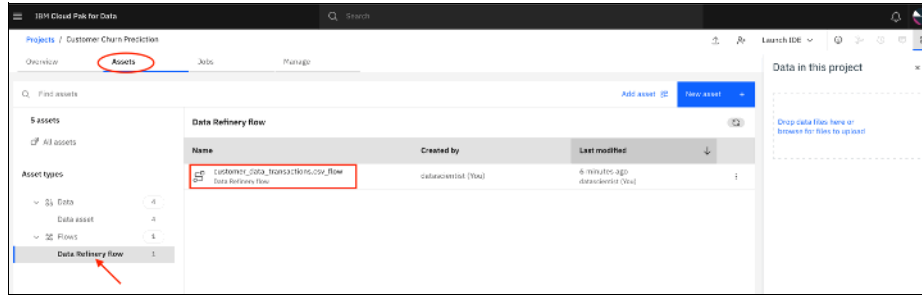 IBM Cloud Pak for Data
Search
Projects / Customer Churn Prediction
Launch IDE
Overview
Assets
Jobs
Manage
Data in this project
Find assets
Add asset
New asset +
5 assets
All assets
Asset types
Data 4
Data asset 4
Flows 1
Data Refinery flow 1
Data Refinery flow
Name
Created by
Last modified
customer_data_transactions.csv_flow
Data Refinery flow
datascientist (You)
6 minutes ago
datascientist (You)
Drop data files here or
browse for files to upload